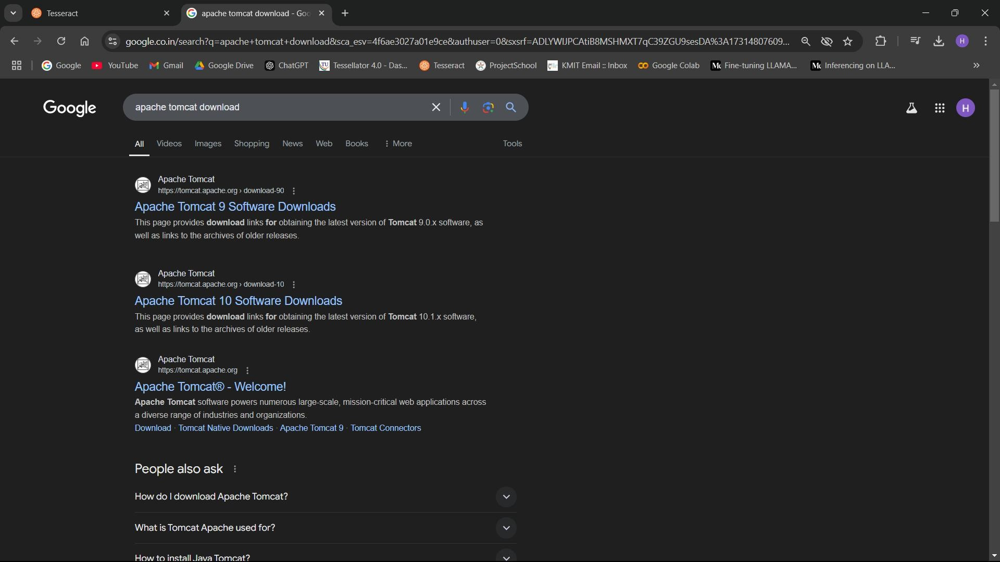 Tesseract
apache tomcat download - Goo
google.co.in/search?q=apache+tomcat+download&sca_esv=4f6ae3027a01e9ce&authuser=0&sxsrf=ADLYWIJPCAtiB8MSHMXT7qC39ZGU9sesDA%3A17314807609...
H
Google YouTube Gmail Google Drive ChatGPT TU Tessellator 4.0 - Das... Tesseract ProjectSchool KMIT Email :: Inbox Google Colab Fine-tuning LLAMA... Inferencing on LLA...
Google
apache tomcat download
H
All Videos Images Shopping News Web Books More Tools
Apache Tomcat
https://tomcat.apache.org › download-90
Apache Tomcat 9 Software Downloads
This page provides download links for obtaining the latest version of Tomcat 9.0.x software, as
well as links to the archives of older releases.
Apache Tomcat
https://tomcat.apache.org › download-10
Apache Tomcat 10 Software Downloads
This page provides download links for obtaining the latest version of Tomcat 10.1.x software,
as well as links to the archives of older releases.
Apache Tomcat
https://tomcat.apache.org
Apache Tomcat® - Welcome!
Apache Tomcat software powers numerous large-scale, mission-critical web applications across
a diverse range of industries and organizations.
Download · Tomcat Native Downloads · Apache Tomcat 9 · Tomcat Connectors
People also ask
How do I download Apache Tomcat?
What is Tomcat Apache used for?
How to install Java Tomcat?